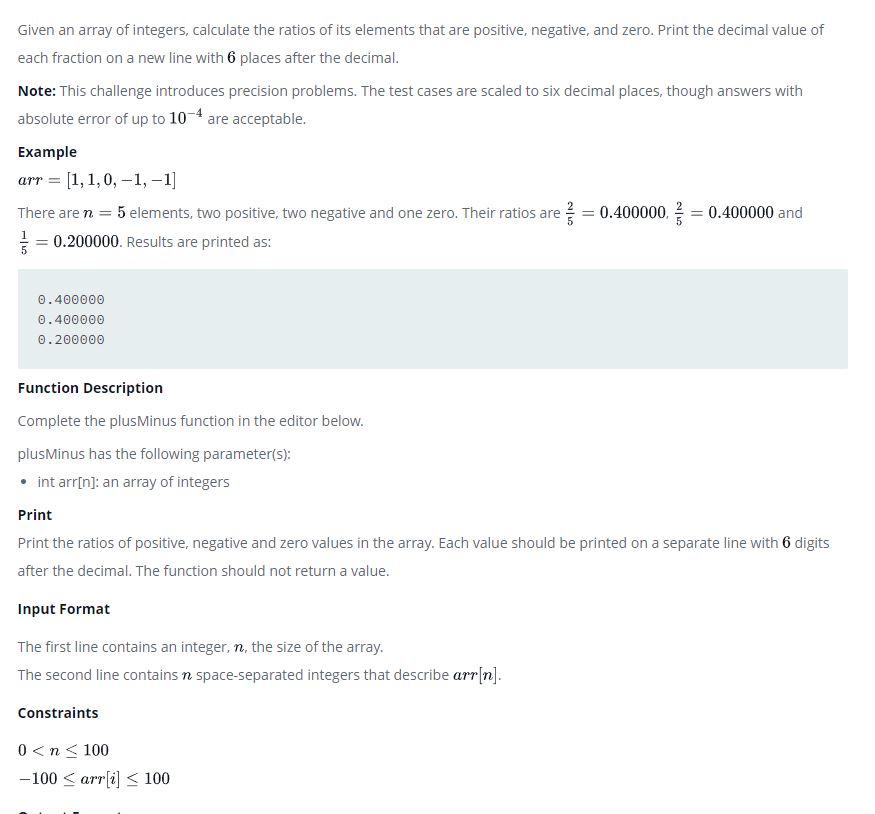 Given an array of integers, calculate the ratios of its elements that are positive, negative, and zero. Print the decimal value of
each fraction on a new line with 6 places after the decimal.
Note: This challenge introduces precision problems. The test cases are scaled to six decimal places, though answers with
absolute error of up to 10⁻⁴ are acceptable.
Example
arr = [1, 1, 0, −1, −1]
There are n = 5 elements, two positive, two negative and one zero. Their ratios are 2/5 = 0.400000, 2/5 = 0.400000 and
1/5 = 0.200000. Results are printed as:
0.400000
0.400000
0.200000
Function Description
Complete the plusMinus function in the editor below.
plusMinus has the following parameter(s):
• int arr[n]: an array of integers
Print
Print the ratios of positive, negative and zero values in the array. Each value should be printed on a separate line with 6 digits
after the decimal. The function should not return a value.
Input Format
The first line contains an integer, n, the size of the array.
The second line contains n space-separated integers that describe arr[n].
Constraints
0 < n ≤ 100
−100 ≤ arr[i] ≤ 100